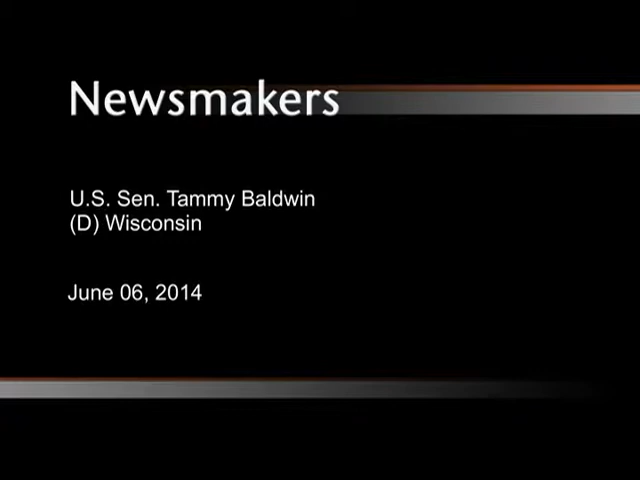 Newsmakers
U.S. Sen. Tammy Baldwin
(D) Wisconsin
June 06, 2014